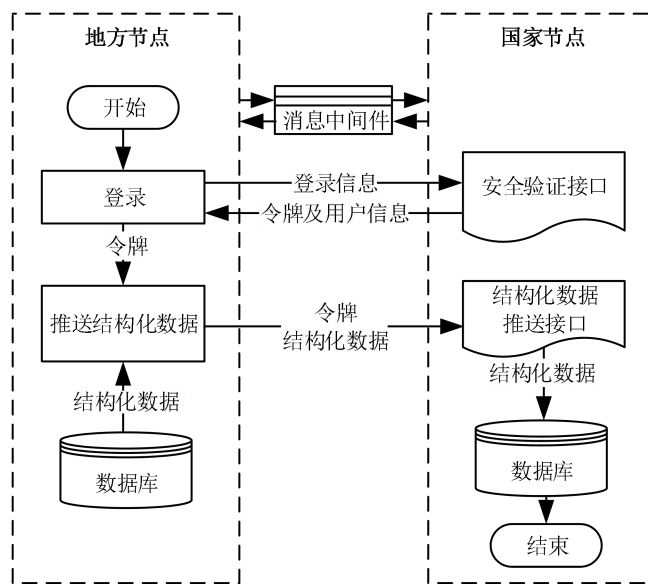 地方节点
国家节点
开始
消息中间件
登录
登录信息
令牌及用户信息
安全验证接口
令牌
推送结构化数据
令牌
结构化数据
结构化数据
推送接口
结构化数据
结构化数据
数据库
数据库
结束